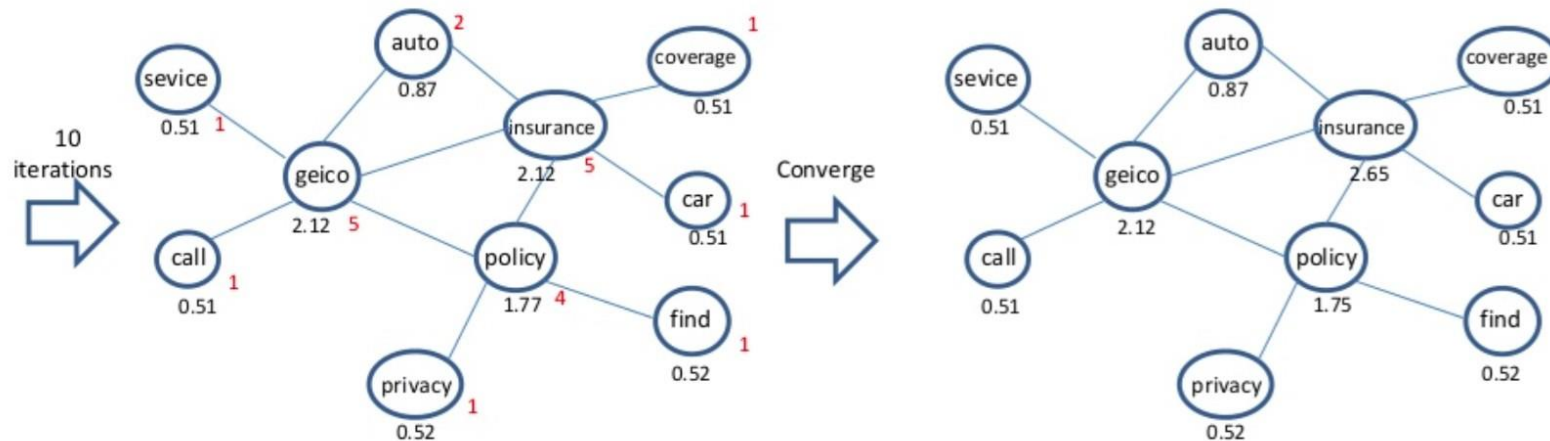 10
iterations
sevice
0.51
1
auto
2
0.87
coverage
1
0.51
insurance
2.12
5
geico
2.12
5
car
1
0.51
call
1
0.51
policy
1.77
4
find
1
0.52
privacy
1
0.52
Converge
sevice
0.51
auto
0.87
coverage
0.51
insurance
2.65
geico
2.12
car
0.51
call
0.51
policy
1.75
find
0.52
privacy
0.52